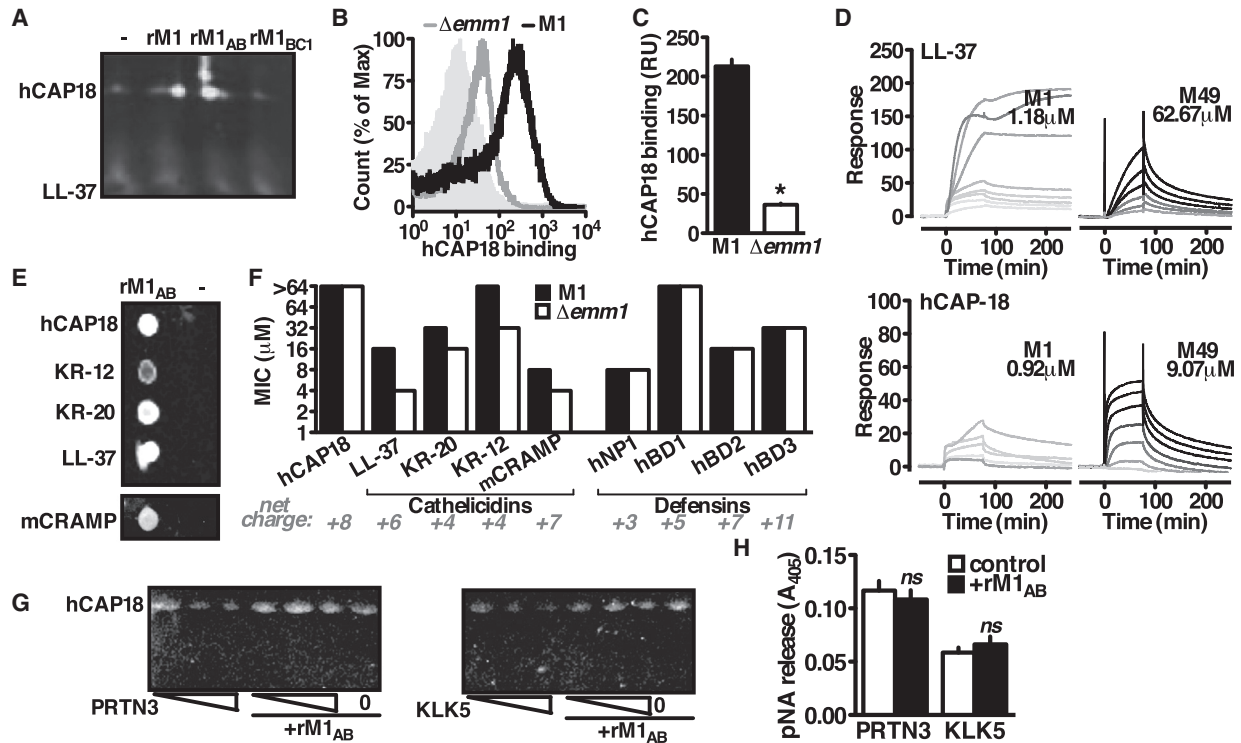 A
- rM1 rM1AB rM1BC1
hCAP18
LL-37
B
Δemm1 M1
Count (% of Max)
100
75
50
25
0
10^0 10^1 10^2 10^3 10^4
hCAP18 binding
C
hCAP18 binding (RU)
250
200
150
100
50
0
*
M1 Δemm1
D
LL-37
Response
250
200
150
100
50
0
M1
1.18μM
M49
62.67μM
0 100 200
Time (min)
0 100 200
Time (min)
hCAP-18
Response
100
80
60
40
20
0
M1
0.92μM
M49
9.07μM
0 100 200
Time (min)
0 100 200
Time (min)
E
rM1AB -
hCAP18
KR-12
KR-20
LL-37
mCRAMP
F
MIC (μM)
>64
64
32
16
8
4
2
1
M1
Δemm1
hCAP18 LL-37 KR-20 KR-12 mCRAMP hNP1 hBD1 hBD2 hBD3
Cathelicidins Defensins
net
charge: +8 +6 +4 +4 +7 +3 +5 +7 +11
G
hCAP18
PRTN3 0
+rM1AB
KLK5 0
+rM1AB
H
pNA release (A405)
0.15
0.10
0.05
0.00
control
+rM1AB
ns
ns
PRTN3 KLK5